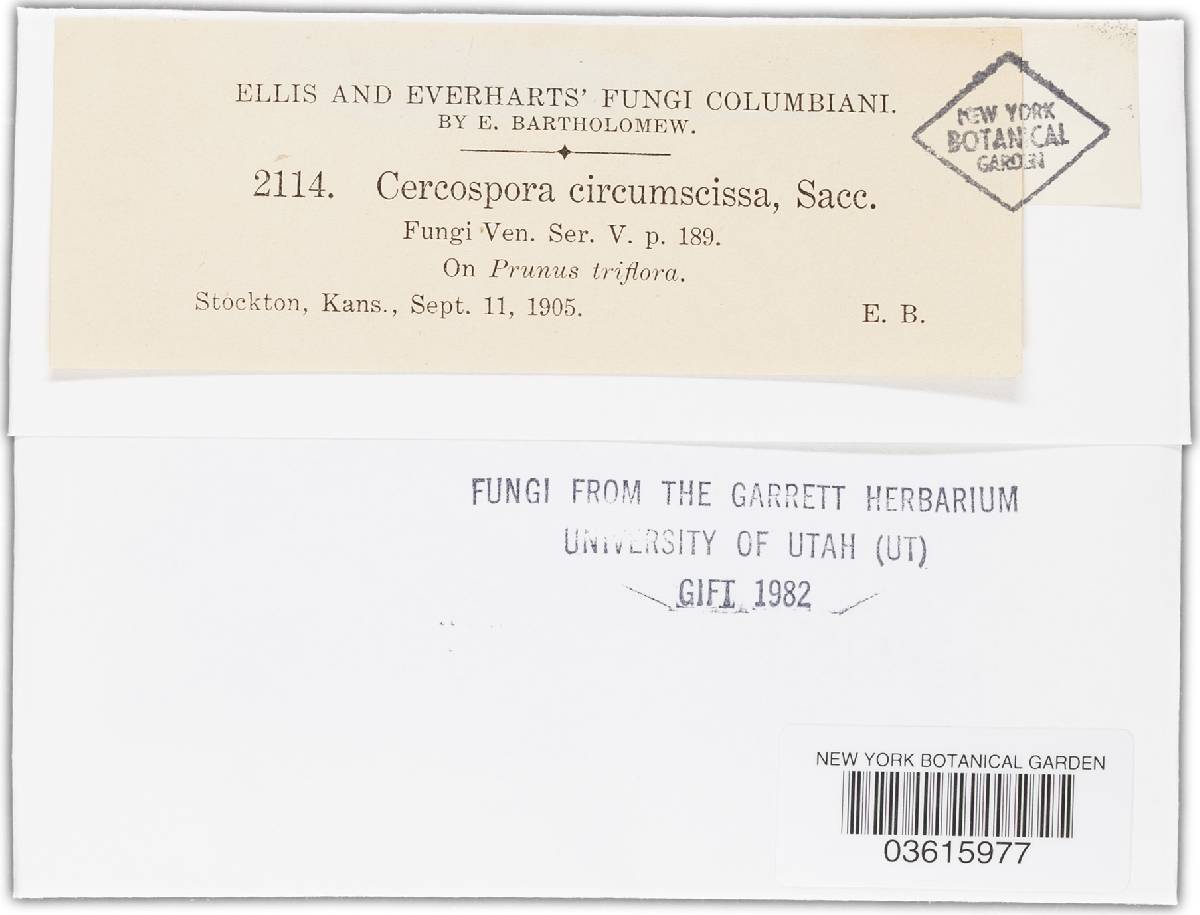 ELLIS AND EVERHARTS' FUNGI COLUMBIANI.
BY E. BARTHOLOMEW.
NEW YORK
BOTANICAL
GARDEN
2114. Cercospora circumscissa, Sacc.
Fungi Ven. Ser. V. p. 189.
On Prunus triflora.
Stockton, Kans., Sept. 11, 1905. E. B.
FUNGI FROM THE GARRETT HERBARIUM
UNIVERSITY OF UTAH (UT)
GIFT 1982
NEW YORK BOTANICAL GARDEN
03615977